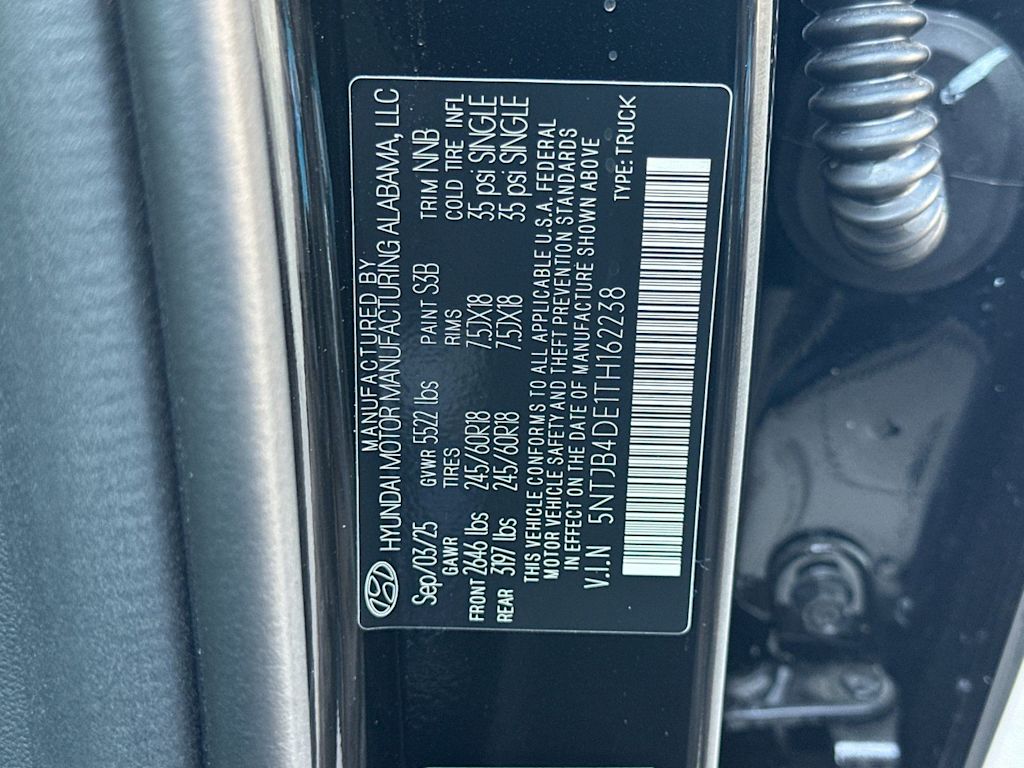 MANUFACTURED BY
HYUNDAI MOTOR MANUFACTURING ALABAMA, LLC
Sep/03/25 GVWR 5522 lbs PAINT S3B TRIM NNB
GAWR TIRES RIMS COLD TIRE INFL
FRONT 2646 lbs 245/60R18 7.5JX18 35 psi SINGLE
REAR 3197 lbs 245/60R18 7.5JX18 35 psi SINGLE
THIS VEHICLE CONFORMS TO ALL APPLICABLE U.S.A. FEDERAL
MOTOR VEHICLE SAFETY AND THEFT PREVENTION STANDARDS
IN EFFECT ON THE DATE OF MANUFACTURE SHOWN ABOVE
V.I.N 5NTJB4DE1TH162238 TYPE: TRUCK